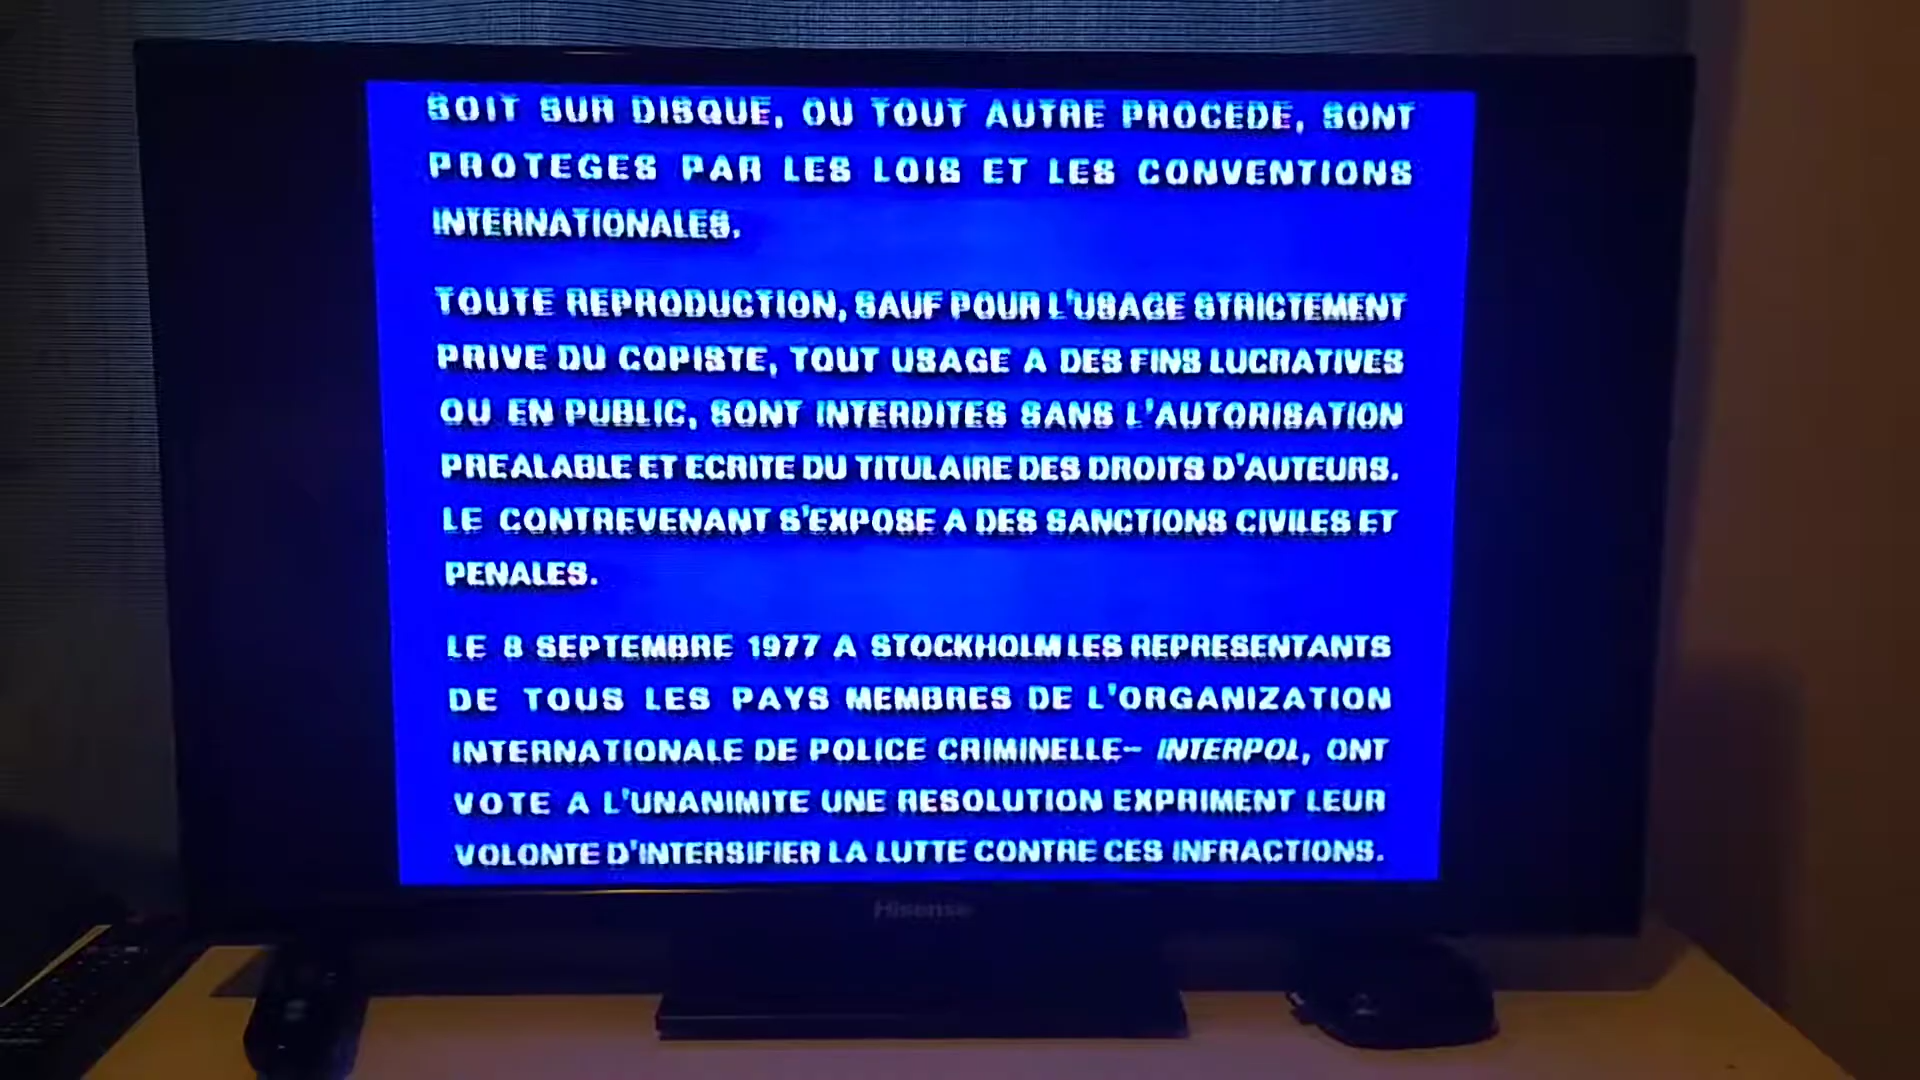 SOIT SUR DISQUE, OU TOUT AUTRE PROCEDE, SONT
PROTEGES PAR LES LOIS ET LES CONVENTIONS
INTERNATIONALES.
TOUTE REPRODUCTION, SAUF POUR L'USAGE STRICTEMENT
PRIVE DU COPISTE, TOUT USAGE A DES FINS LUCRATIVES
OU EN PUBLIC, SONT INTERDITES SANS L'AUTORISATION
PREALABLE ET ECRITE DU TITULAIRE DES DROITS D'AUTEURS.
LE CONTREVENANT S'EXPOSE A DES SANCTIONS CIVILES ET
PENALES.
LE 8 SEPTEMBRE 1977 A STOCKHOLM LES REPRESENTANTS
DE TOUS LES PAYS MEMBRES DE L'ORGANIZATION
INTERNATIONALE DE POLICE CRIMINELLE- INTERPOL, ONT
VOTE A L'UNANIMITE UNE RESOLUTION EXPRIMENT LEUR
VOLONTE D'INTERSIFIER LA LUTTE CONTRE CES INFRACTIONS.
Hisense